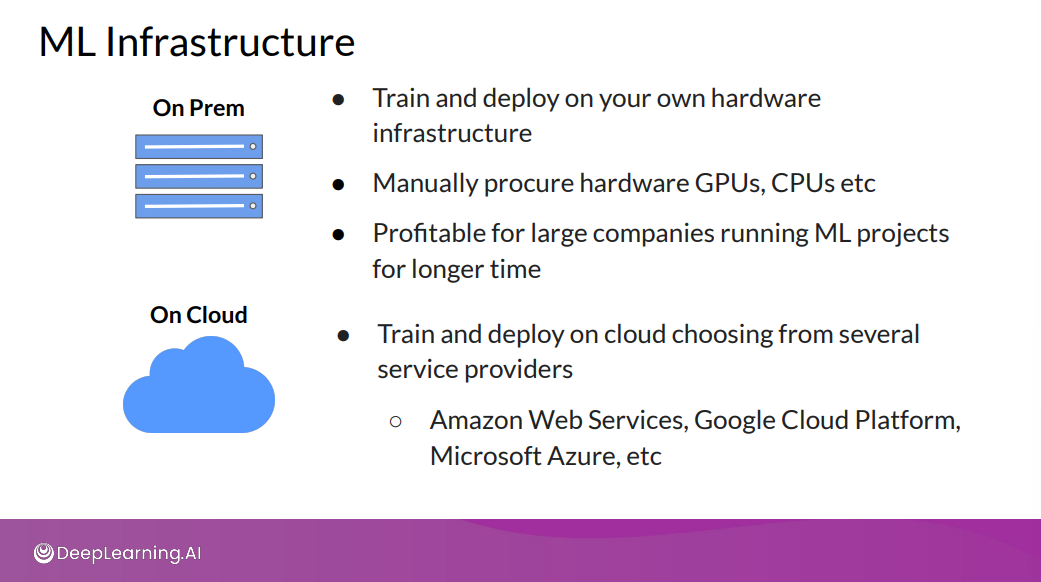 ML Infrastructure
On Prem
● Train and deploy on your own hardware
infrastructure
● Manually procure hardware GPUs, CPUs etc
● Profitable for large companies running ML projects
for longer time
On Cloud
● Train and deploy on cloud choosing from several
service providers
○ Amazon Web Services, Google Cloud Platform,
Microsoft Azure, etc
DeepLearning.AI